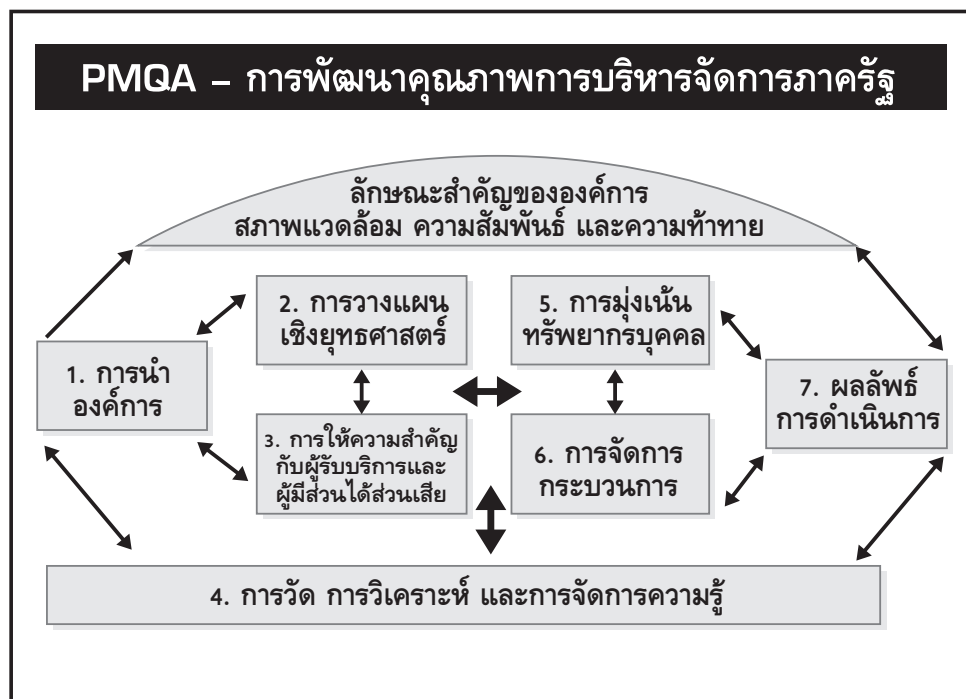 PMQA – การพัฒนาคุณภาพการบริหารจัดการภาครัฐ
ลักษณะสำคัญขององค์การ
สภาพแวดล้อม ความสัมพันธ์ และความท้าทาย
2. การวางแผน
เชิงยุทธศาสตร์
5. การมุ่งเน้น
ทรัพยากรบุคคล
1. การนำ
องค์การ
7. ผลลัพธ์
การดำเนินการ
3. การให้ความสำคัญ
กับผู้รับบริการและ
ผู้มีส่วนได้ส่วนเสีย
6. การจัดการ
กระบวนการ
4. การวัด การวิเคราะห์ และการจัดการความรู้